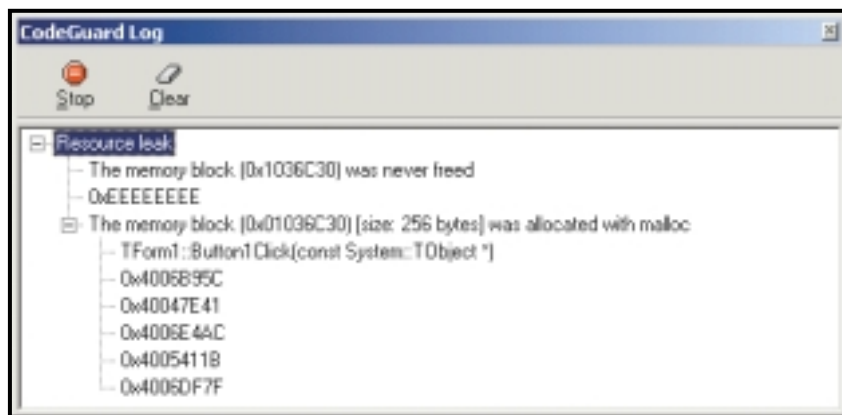 CodeGuard Log
Stop Clear
Resource leak
The memory block (0x1036C30) was never freed
0xEEEEEEEE
The memory block (0x01036C30) [size: 256 bytes] was allocated with malloc
TForm1::Button1Click(const System::TObject *)
0x4006B95C
0x40047E41
0x4006E4AC
0x4005411B
0x4006DF7F